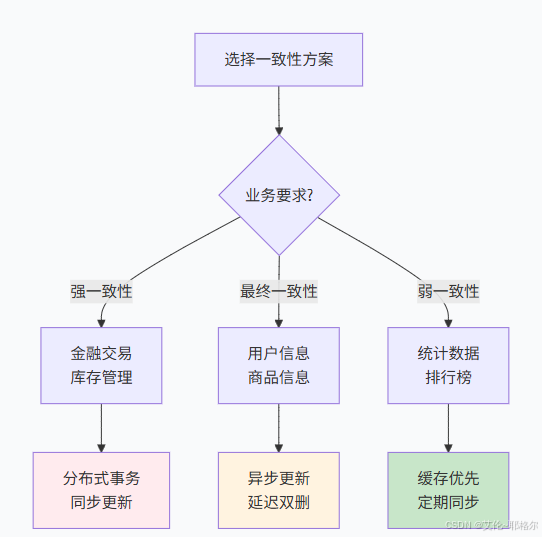 选择一致性方案
业务要求?
强一致性
最终一致性
弱一致性
金融交易
库存管理
用户信息
商品信息
统计数据
排行榜
分布式事务
同步更新
异步更新
延迟双删
缓存优先
定期同步
CSDN @艾伦~耶格尔